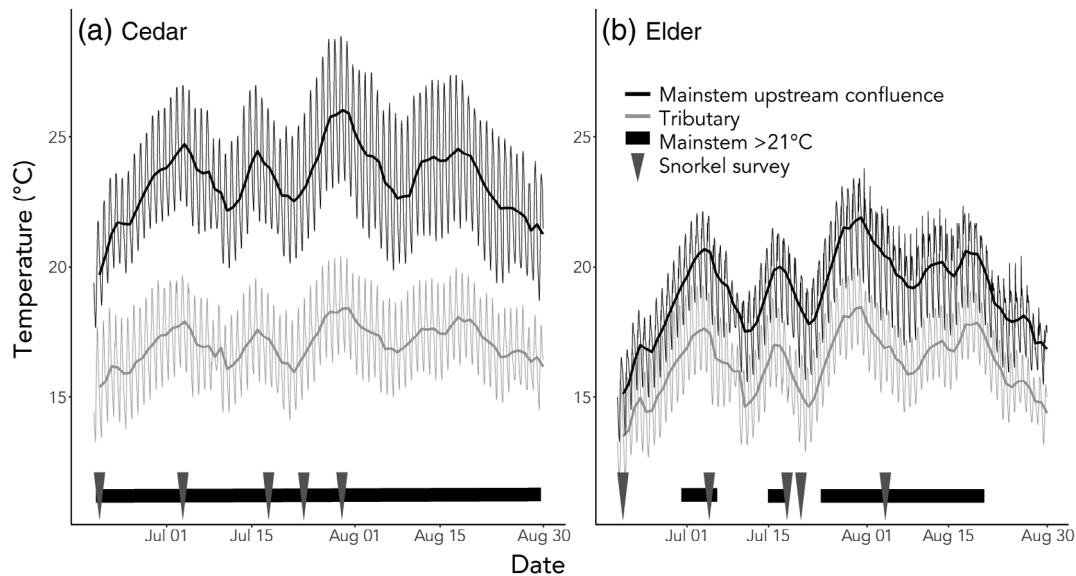 (a) Cedar
(b) Elder
Mainstem upstream confluence
Tributary
Mainstem >21°C
Snorkel survey
Temperature (°C)
25
20
15
25
20
15
Jul 01
Jul 15
Aug 01
Aug 15
Aug 30
Jul 01
Jul 15
Aug 01
Aug 15
Aug 30
Date